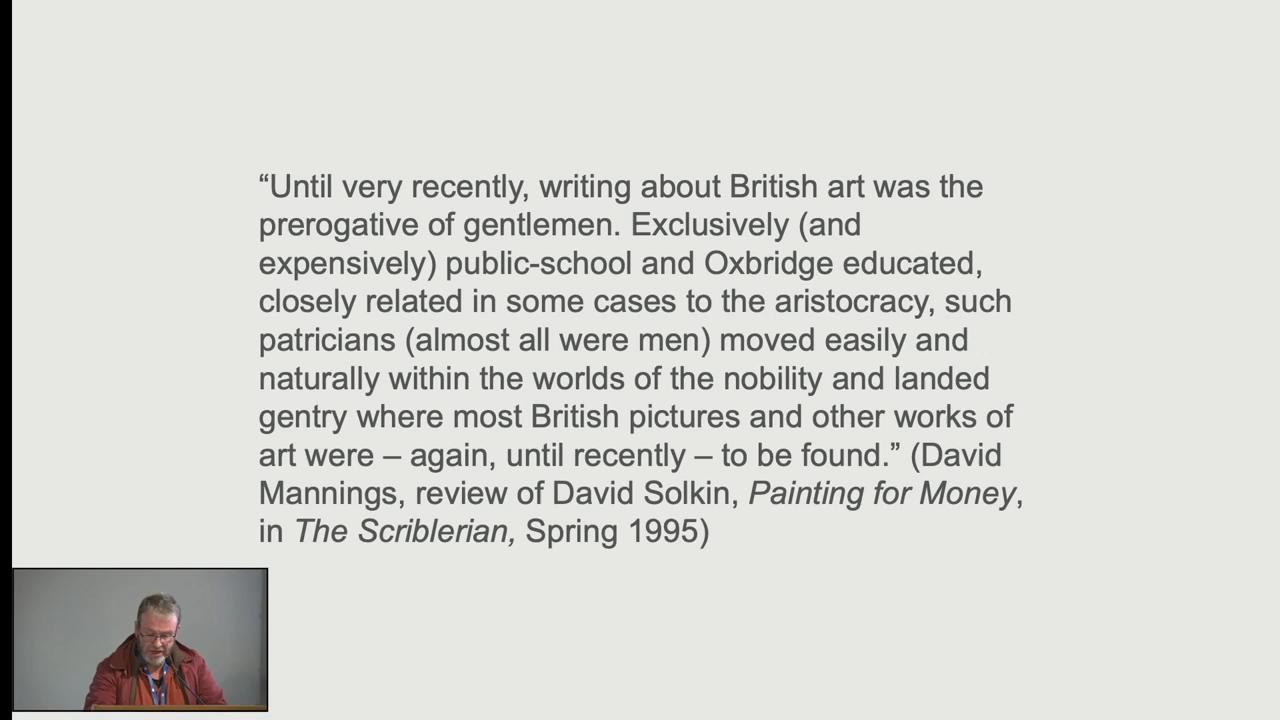 “Until very recently, writing about British art was the
prerogative of gentlemen. Exclusively (and
expensively) public-school and Oxbridge educated,
closely related in some cases to the aristocracy, such
patricians (almost all were men) moved easily and
naturally within the worlds of the nobility and landed
gentry where most British pictures and other works of
art were – again, until recently – to be found.” (David
Mannings, review of David Solkin, Painting for Money,
in The Scriblerian, Spring 1995)